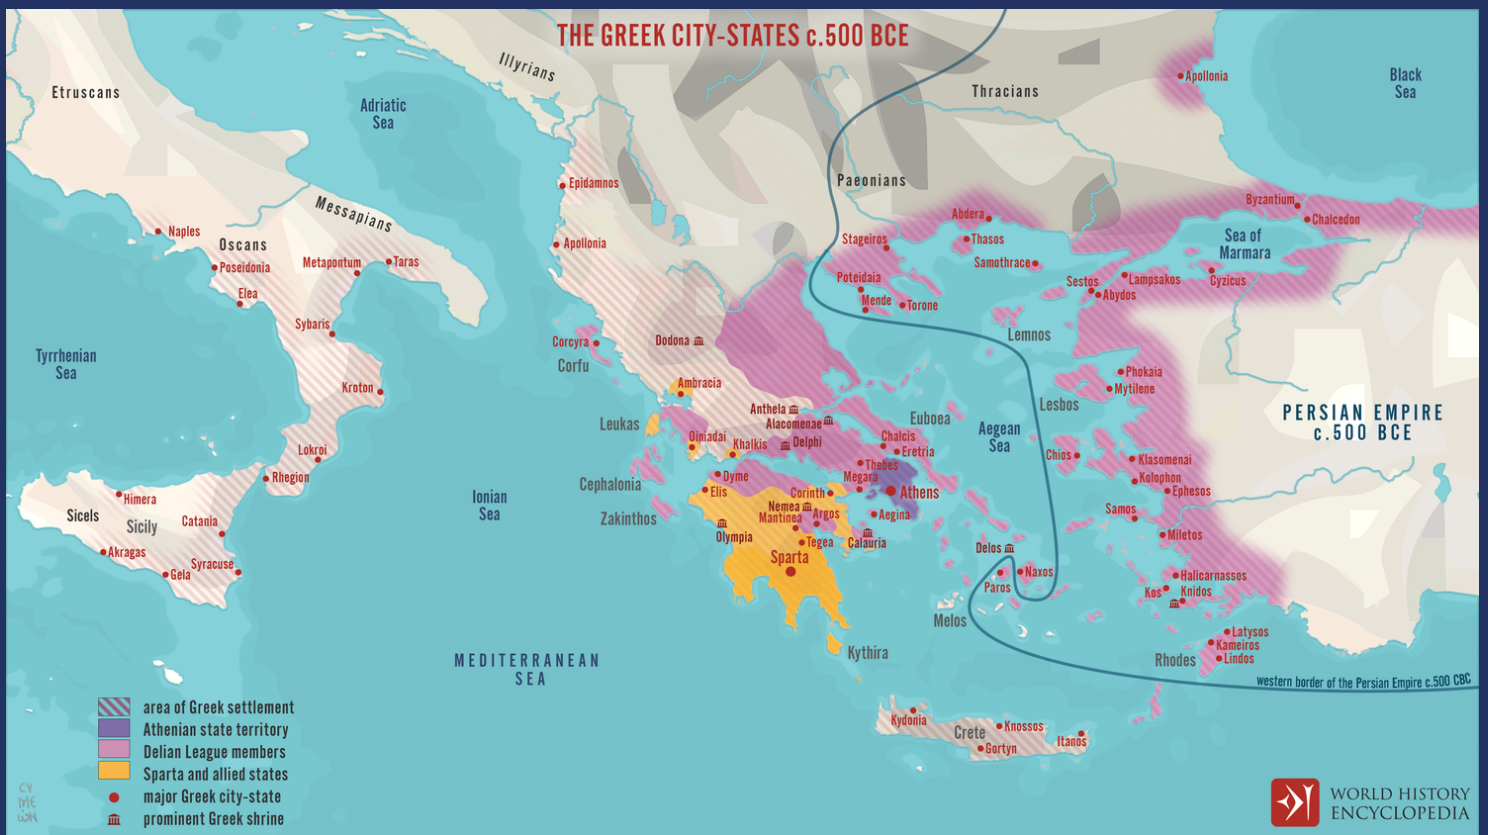 THE GREEK CITY-STATES c.500 BCE
Etruscans
Adriatic
Sea
Illyrians
Thracians
Apollonia
Black
Sea
Paeonians
Epidamnos
Messapians
Naples
Oscans
Poseidonia
Metapontum
Taras
Elea
Apollonia
Abdera
Stageiros
Thasos
Samothrace
Byzantium
Chalcedon
Sea of
Marmara
Poteidaia
Mende
Torone
Sestos
Lampsakos
Abydos
Cyzicus
Sybaris
Tyrrhenian
Sea
Kroton
Corcyra
Corfu
Dodona
Lemnos
Ambracia
Phokaia
Mytilene
Lesbos
PERSIAN EMPIRE
c.500 BCE
Leukas
Anthela
Alacomenae
Euboea
Aegean
Sea
Oiniadai
Khalkis
Delphi
Chalcis
Eretria
Chios
Klasomenai
Lokroi
Rhegion
Thebes
Megara
Dyme
Cephalonia
Elis
Corinth
Athens
Kolophon
Ephesos
Himera
Sicels
Sicily
Catania
Ionian
Sea
Zakinthos
Nemea
Mantinea
Argos
Aegina
Samos
Olympia
Calauria
Miletos
Akragas
Gela
Syracuse
Tegea
Sparta
Delos
Paros
Naxos
Halicarnassos
Kos
Knidos
Melos
Latysos
Kameiros
Lindos
Rhodes
MEDITERRANEAN
SEA
Kythira
western border of the Persian Empire c.500 CBC
Kydonia
Crete
Knossos
Gortyn
Itanos
area of Greek settlement
Athenian state territory
Delian League members
Sparta and allied states
major Greek city-state
prominent Greek shrine
WORLD HISTORY
ENCYCLOPEDIA